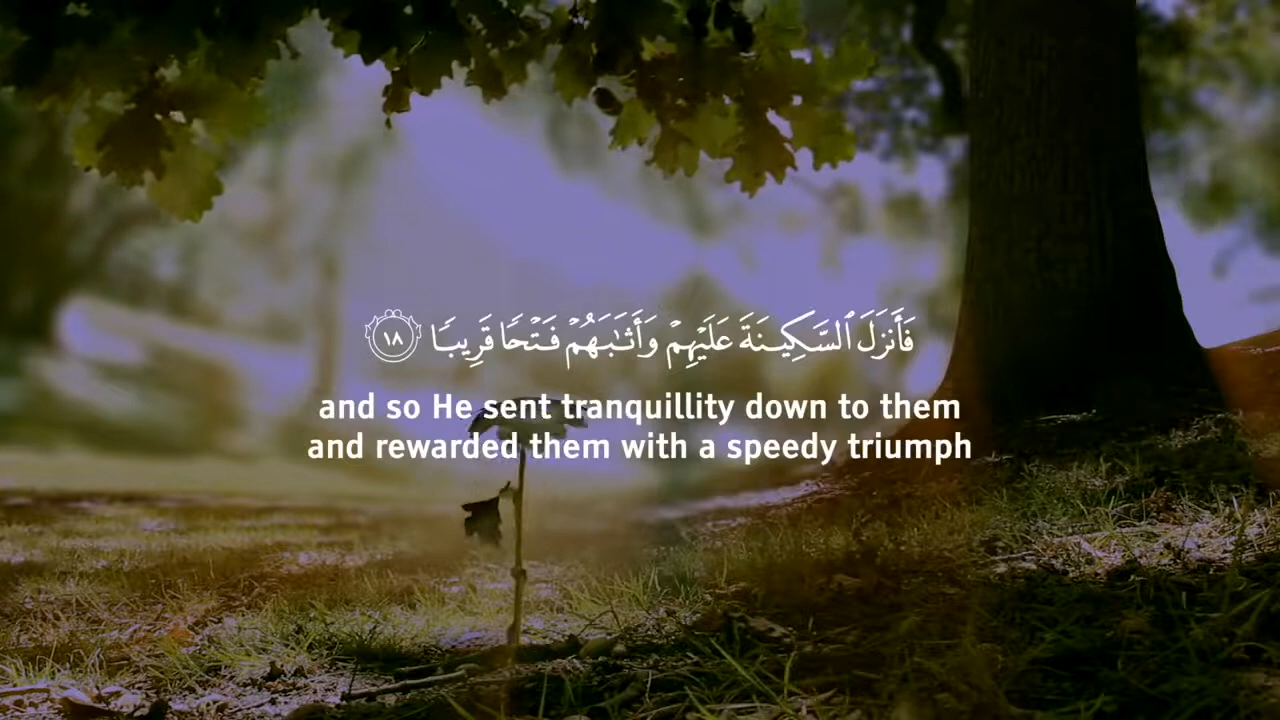 فَأَنزَلَ ٱلسَّكِينَةَ عَلَيْهِمْ وَأَثَـٰبَهُمْ فَتْحًا قَرِيبًا ١٨
and so He sent tranquillity down to them
and rewarded them with a speedy triumph